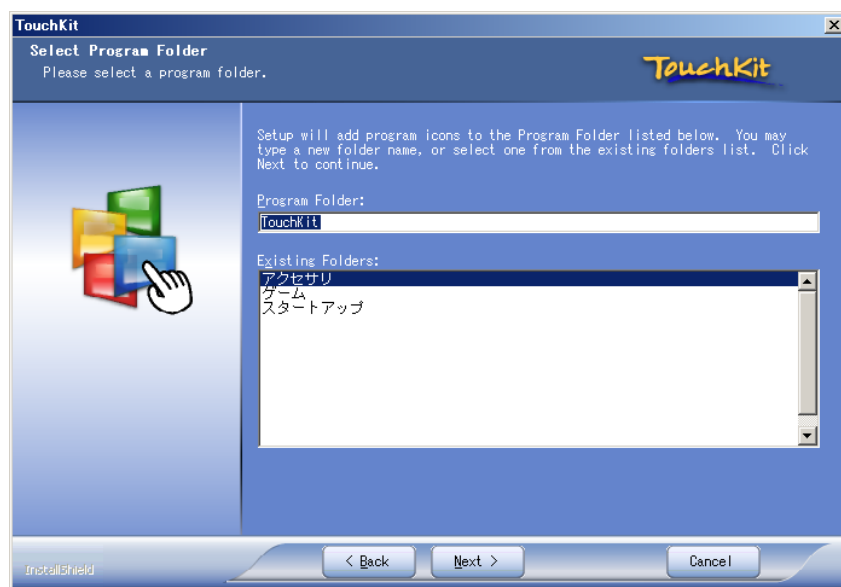 TouchKit
Select Program Folder
Please select a program folder.
TouchKit
Setup will add program icons to the Program Folder listed below. You may
type a new folder name, or select one from the existing folders list. Click
Next to continue.
Program Folder:
TouchKit
Existing Folders:
アクセサリ
ゲーム
スタートアップ
InstallShield
< Back
Next >
Cancel